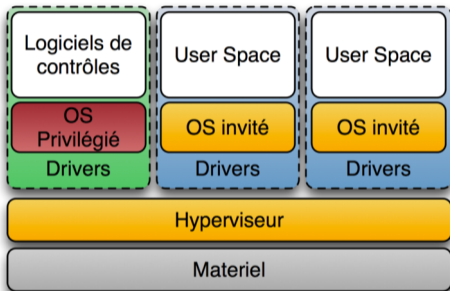 Logiciels de
contrôles
User Space
User Space
OS
Privilégié
OS invité
OS invité
Drivers
Drivers
Drivers
Hyperviseur
Materiel